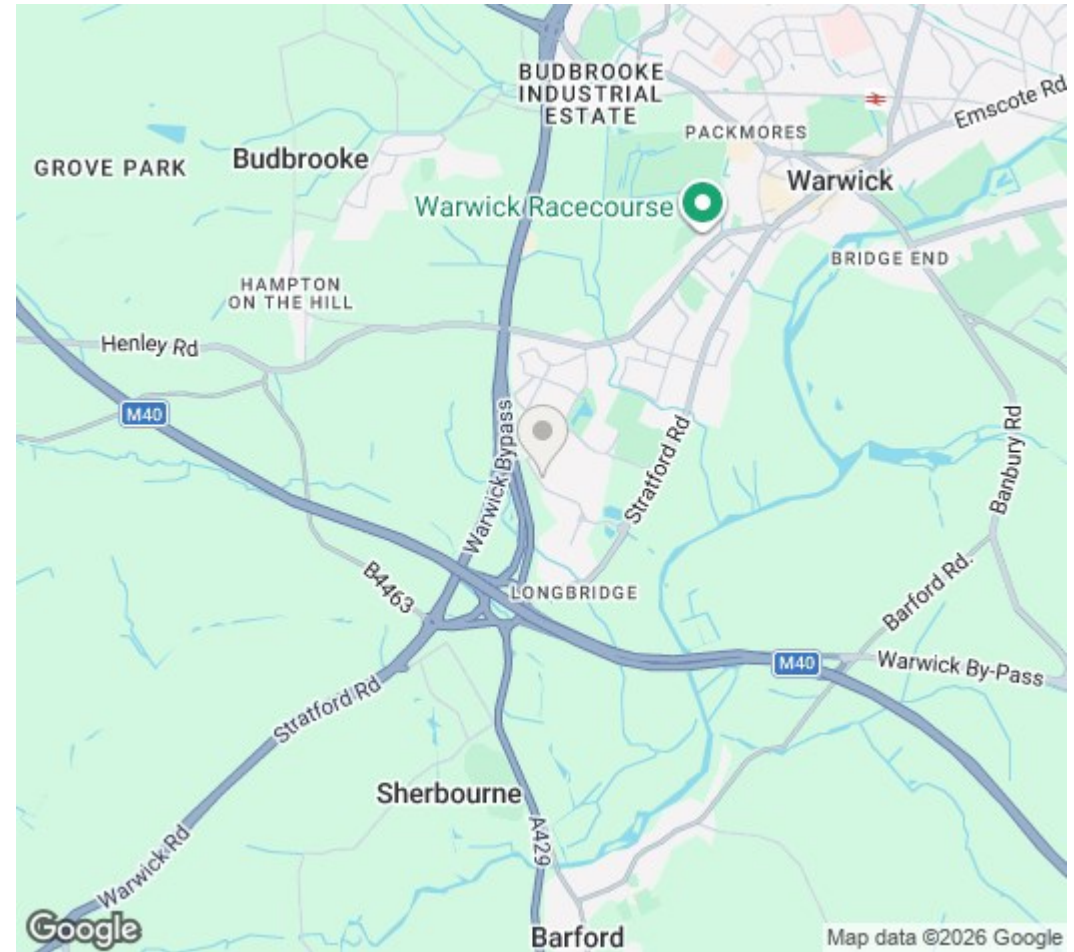 BUDBROOKE
INDUSTRIAL
ESTATE
Emscote Rd
PACKMORES
GROVE PARK
Budbrooke
Warwick
Warwick Racecourse
BRIDGE END
HAMPTON
ON THE HILL
Henley Rd
M40
Warwick Bypass
Stratford Rd
Banbury Rd
B4463
LONGBRIDGE
Barford Rd.
M40
Warwick By-Pass
Stratford Rd
Sherbourne
A429
Warwick Rd
Barford
Google
Map data ©2026 Google